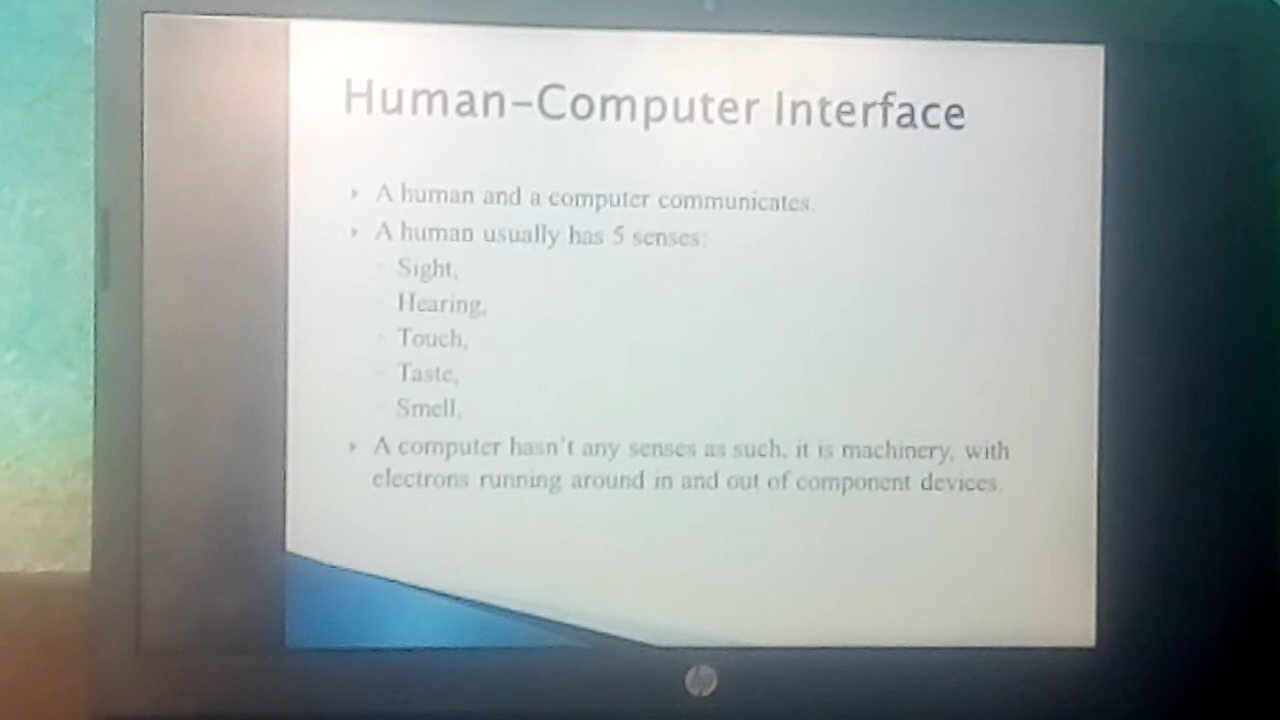 Human-Computer Interface
A human and a computer communicates.
A human usually has 5 senses:
Sight,
Hearing,
Touch,
Taste,
Smell,
A computer hasn't any senses as such, it is machinery, with
electrons running around in and out of component devices.
hp